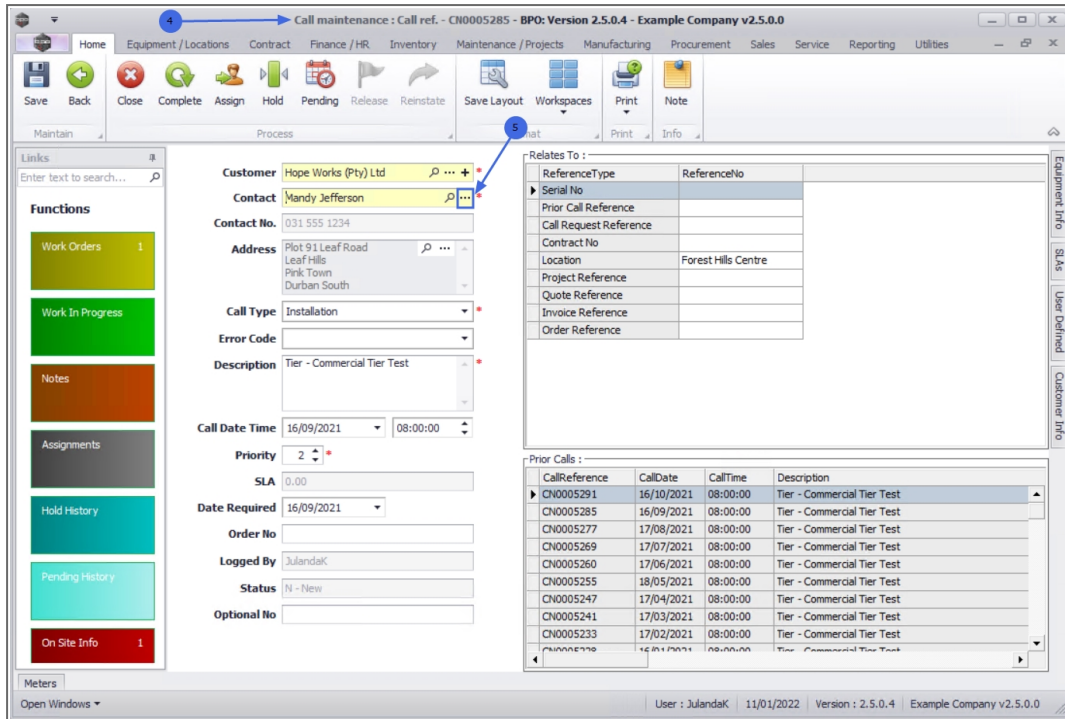 4
Call maintenance : Call ref. - CN0005285 - BPO: Version 2.5.0.4 - Example Company v2.5.0.0
Home Equipment / Locations Contract Finance / HR Inventory Maintenance / Projects Manufacturing Procurement Sales Service Reporting Utilities
Save Back Close Complete Assign Hold Pending Release Reinstate Save Layout Workspaces Print Note
5
Maintain Process Print Info
Links
Enter text to search...
Functions
Work Orders 1
Work In Progress
Notes
Assignments
Hold History
Pending History
On Site Info 1
Customer Hope Works (Pty) Ltd *
Contact Mandy Jefferson *
Contact No. 031 555 1234
Address Plot 91 Leaf Road
Leaf Hills
Pink Town
Durban South
Call Type Installation *
Error Code
Description Tier - Commercial Tier Test *
Call Date Time 16/09/2021 08:00:00
Priority 2 *
SLA 0.00
Date Required 16/09/2021
Order No
Logged By JulandaK
Status N - New
Optional No
Relates To :
ReferenceType ReferenceNo
Serial No
Prior Call Reference
Call Request Reference
Contract No
Location Forest Hills Centre
Project Reference
Quote Reference
Invoice Reference
Order Reference
Prior Calls :
CallReference CallDate CallTime Description
CN0005291 16/10/2021 08:00:00 Tier - Commercial Tier Test
CN0005285 16/09/2021 08:00:00 Tier - Commercial Tier Test
CN0005277 17/08/2021 08:00:00 Tier - Commercial Tier Test
CN0005269 17/07/2021 08:00:00 Tier - Commercial Tier Test
CN0005260 17/06/2021 08:00:00 Tier - Commercial Tier Test
CN0005255 18/05/2021 08:00:00 Tier - Commercial Tier Test
CN0005247 17/04/2021 08:00:00 Tier - Commercial Tier Test
CN0005241 17/03/2021 08:00:00 Tier - Commercial Tier Test
CN0005233 17/02/2021 08:00:00 Tier - Commercial Tier Test
CN0005228 16/01/2021 08:00:00 Tier - Commercial Tier Test
Equipment Info
SLAs
User Defined
Customer Info
Meters
Open Windows User : JulandaK 11/01/2022 Version : 2.5.0.4 Example Company v2.5.0.0